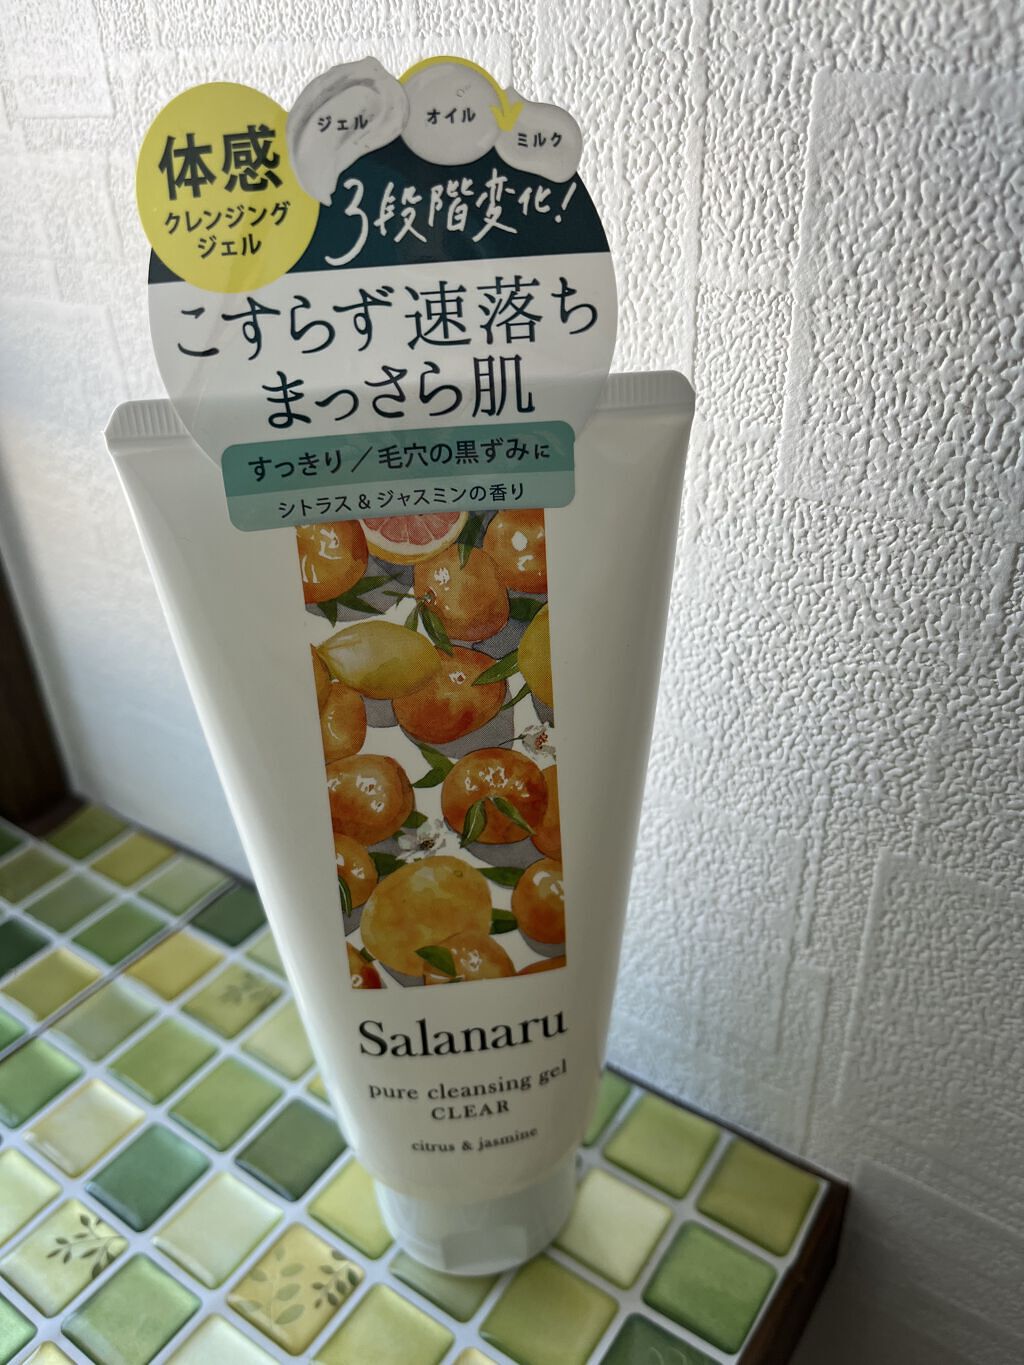 体感
クレンジング
ジェル
ジェル
オイル
ミルク
3段階変化!
こすらず速落ち
まっさら肌
すっきり/毛穴の黒ずみに
シトラス&ジャスミンの香り
Salanaru
pure cleansing gel
CLEAR
citrus & jasmine